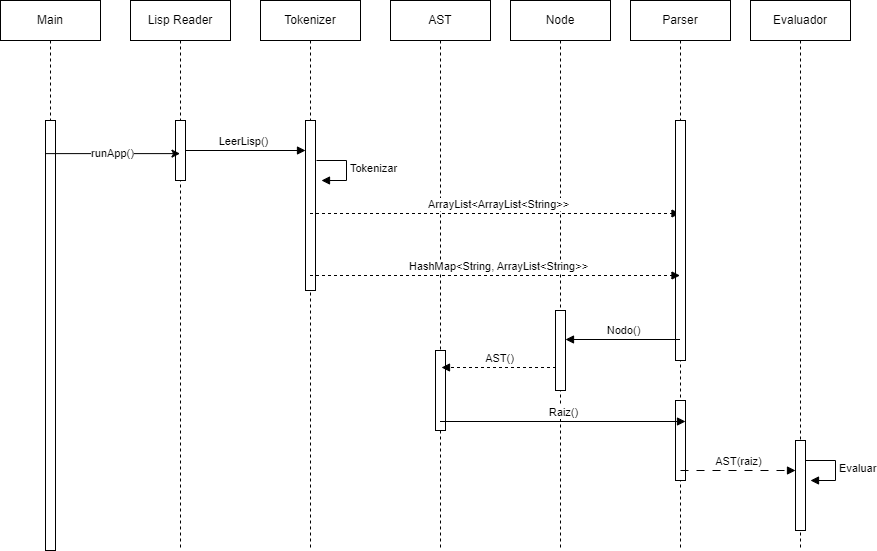 Main
Lisp Reader
Tokenizer
AST
Node
Parser
Evaluador
runApp()
LeerLisp()
Tokenizar
ArrayList<ArrayList<String>>
HashMap<String, ArrayList<String>>
Nodo()
AST()
Raiz()
AST(raiz)
Evaluar